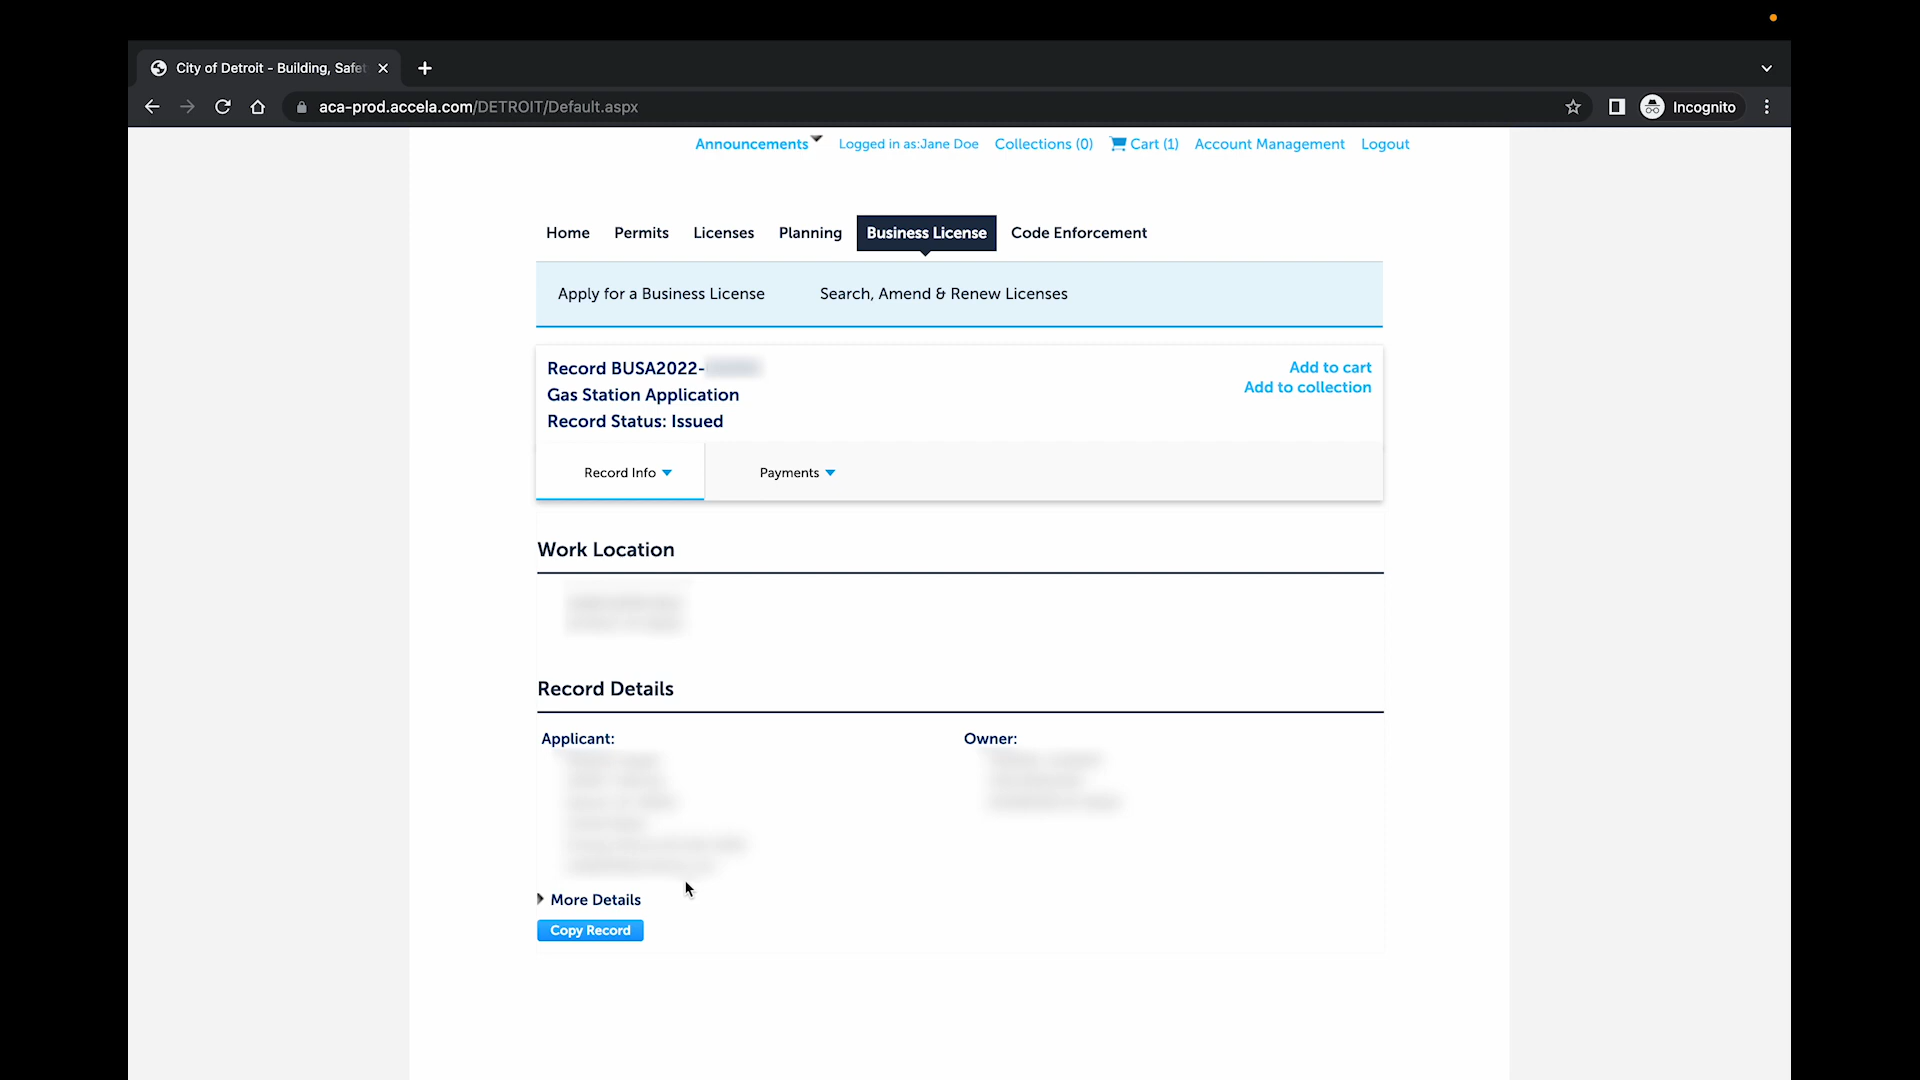 City of Detroit - Building, Safet
aca-prod.accela.com/DETROIT/Default.aspx
Incognito
Announcements Logged in as:Jane Doe Collections (0) Cart (1) Account Management Logout
Home Permits Licenses Planning Business License Code Enforcement
Apply for a Business License Search, Amend & Renew Licenses
Record BUSA2022-
Add to cart
Add to collection
Gas Station Application
Record Status: Issued
Record Info Payments
Work Location
Record Details
Applicant: Owner:
More Details
Copy Record